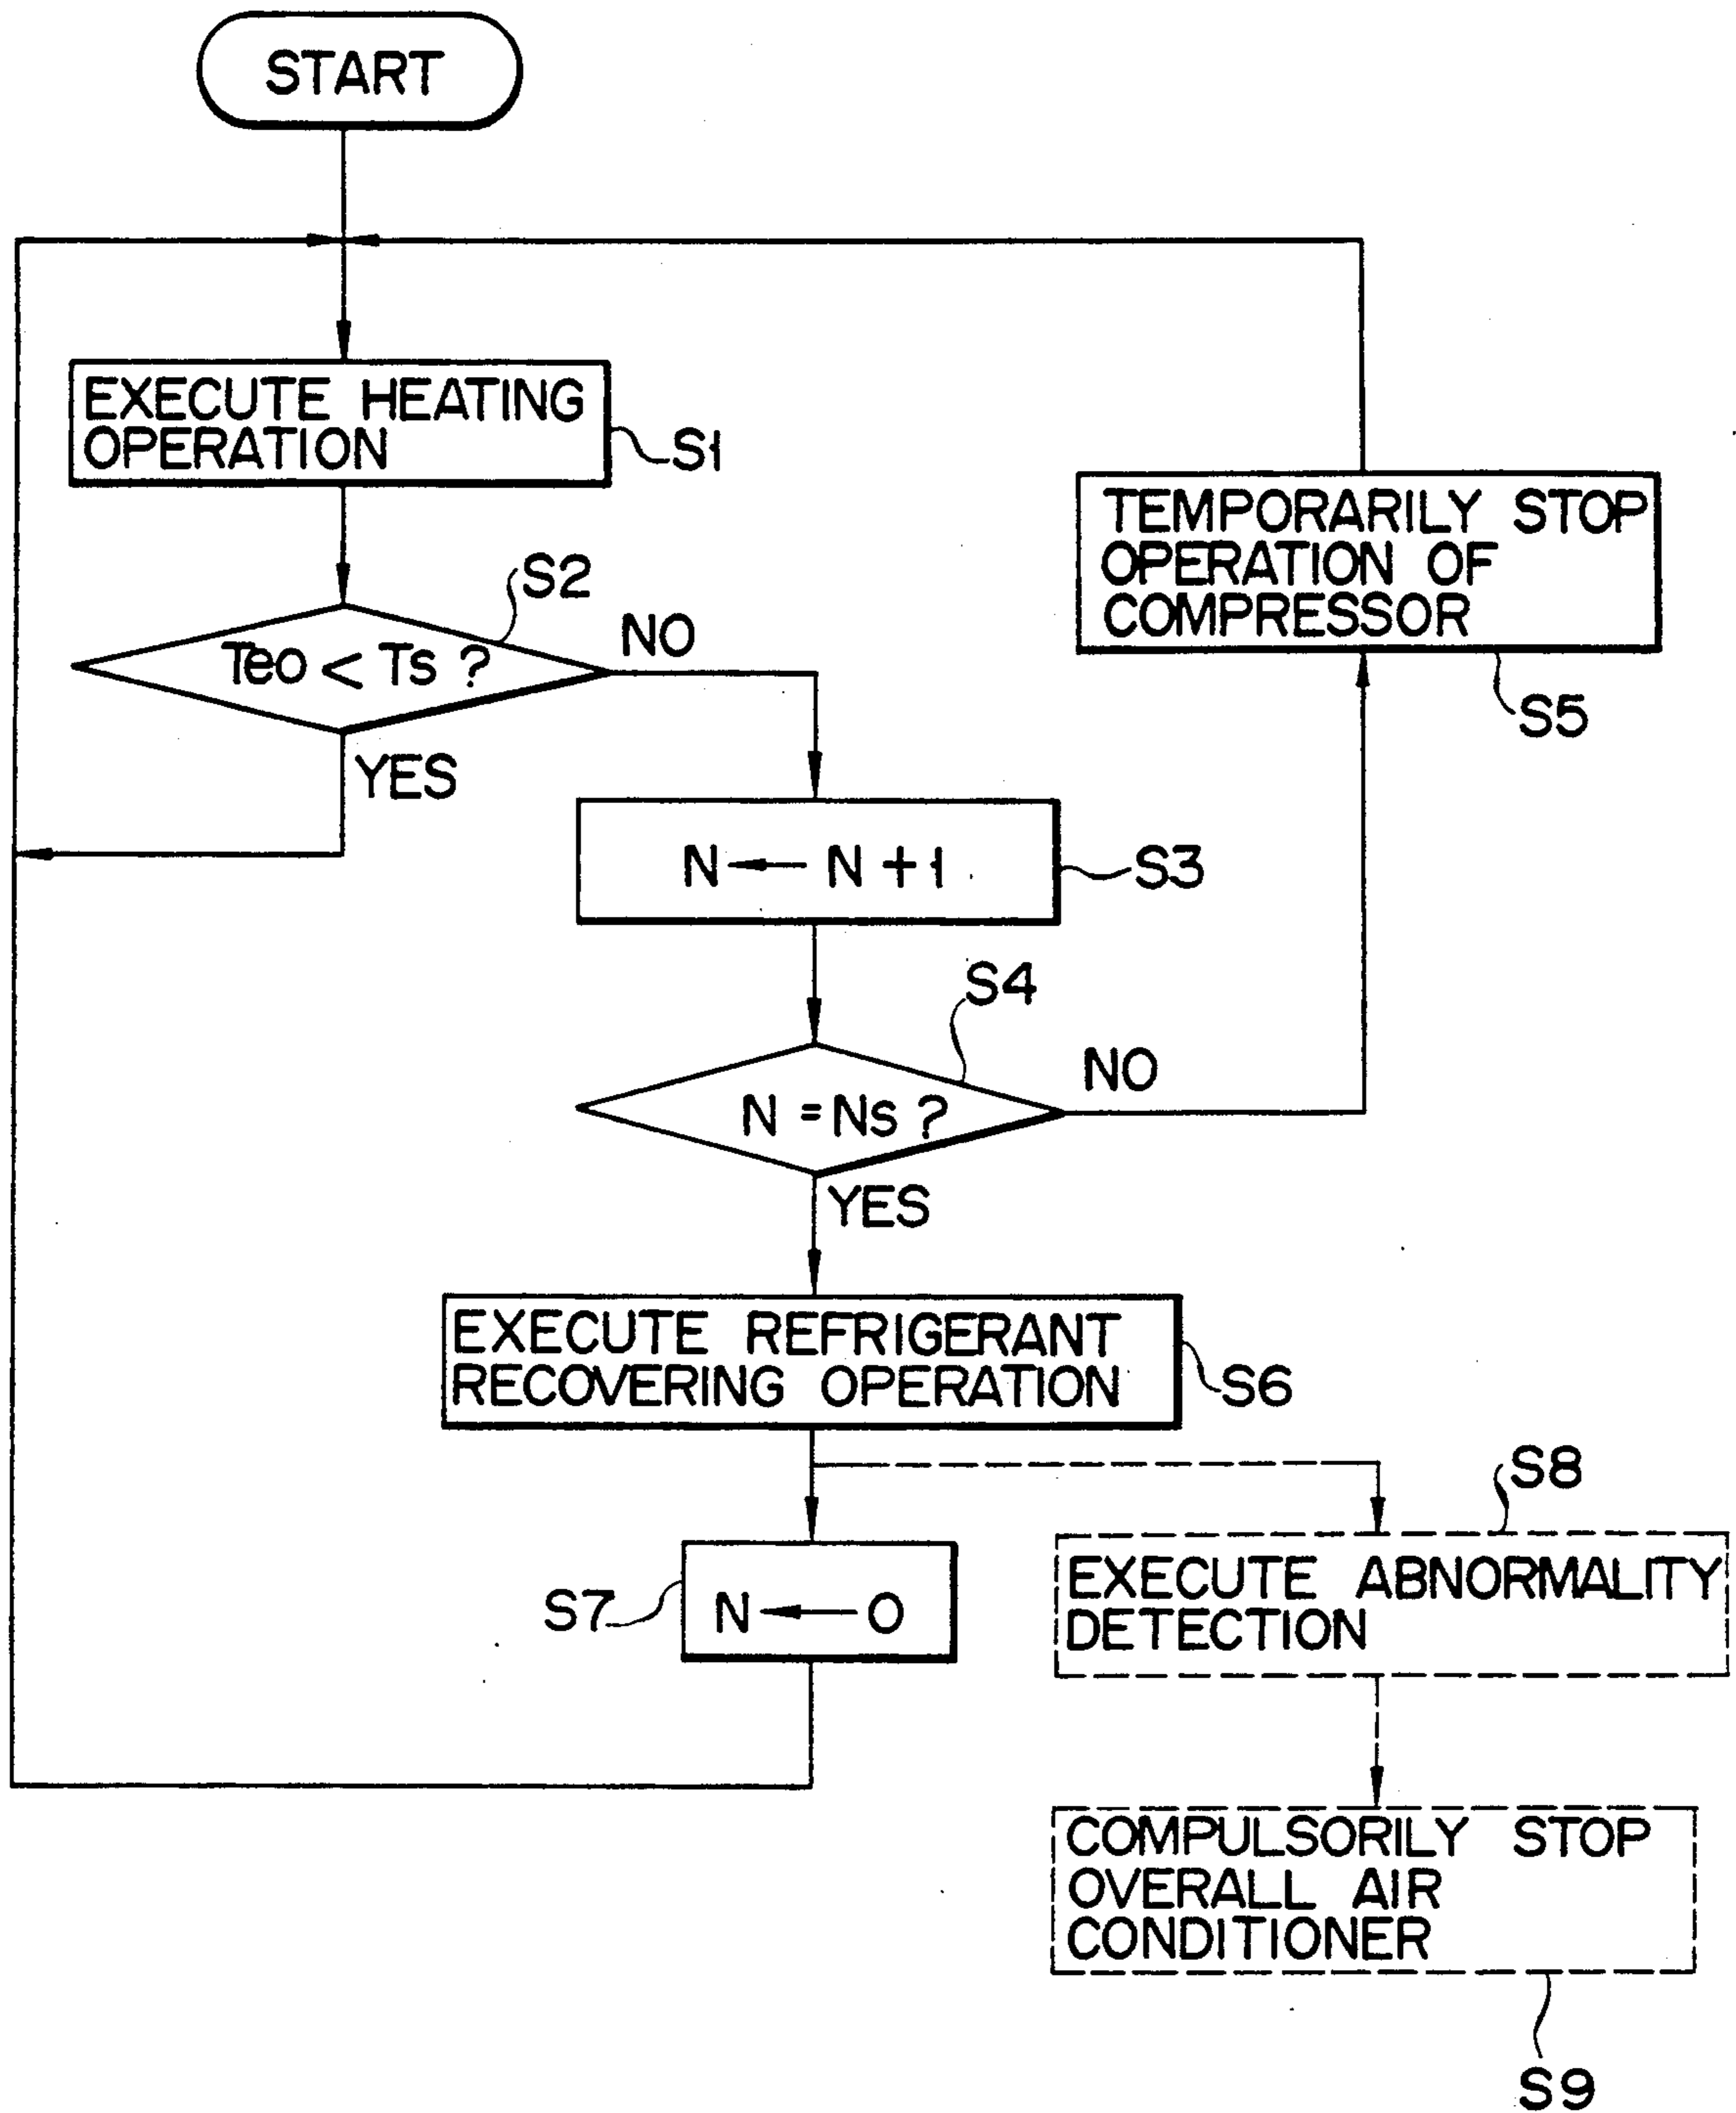 START
EXECUTE HEATING
OPERATION
S1
TEMPORARILY STOP
OPERATION OF
COMPRESSOR
S5
S2
Teo < Ts ?
NO
YES
N ← N + 1
S3
S4
N = Ns ?
NO
YES
EXECUTE REFRIGERANT
RECOVERING OPERATION
S6
S7
N ← O
S8
EXECUTE ABNORMALITY
DETECTION
COMPULSORILY STOP
OVERALL AIR
CONDITIONER
S9